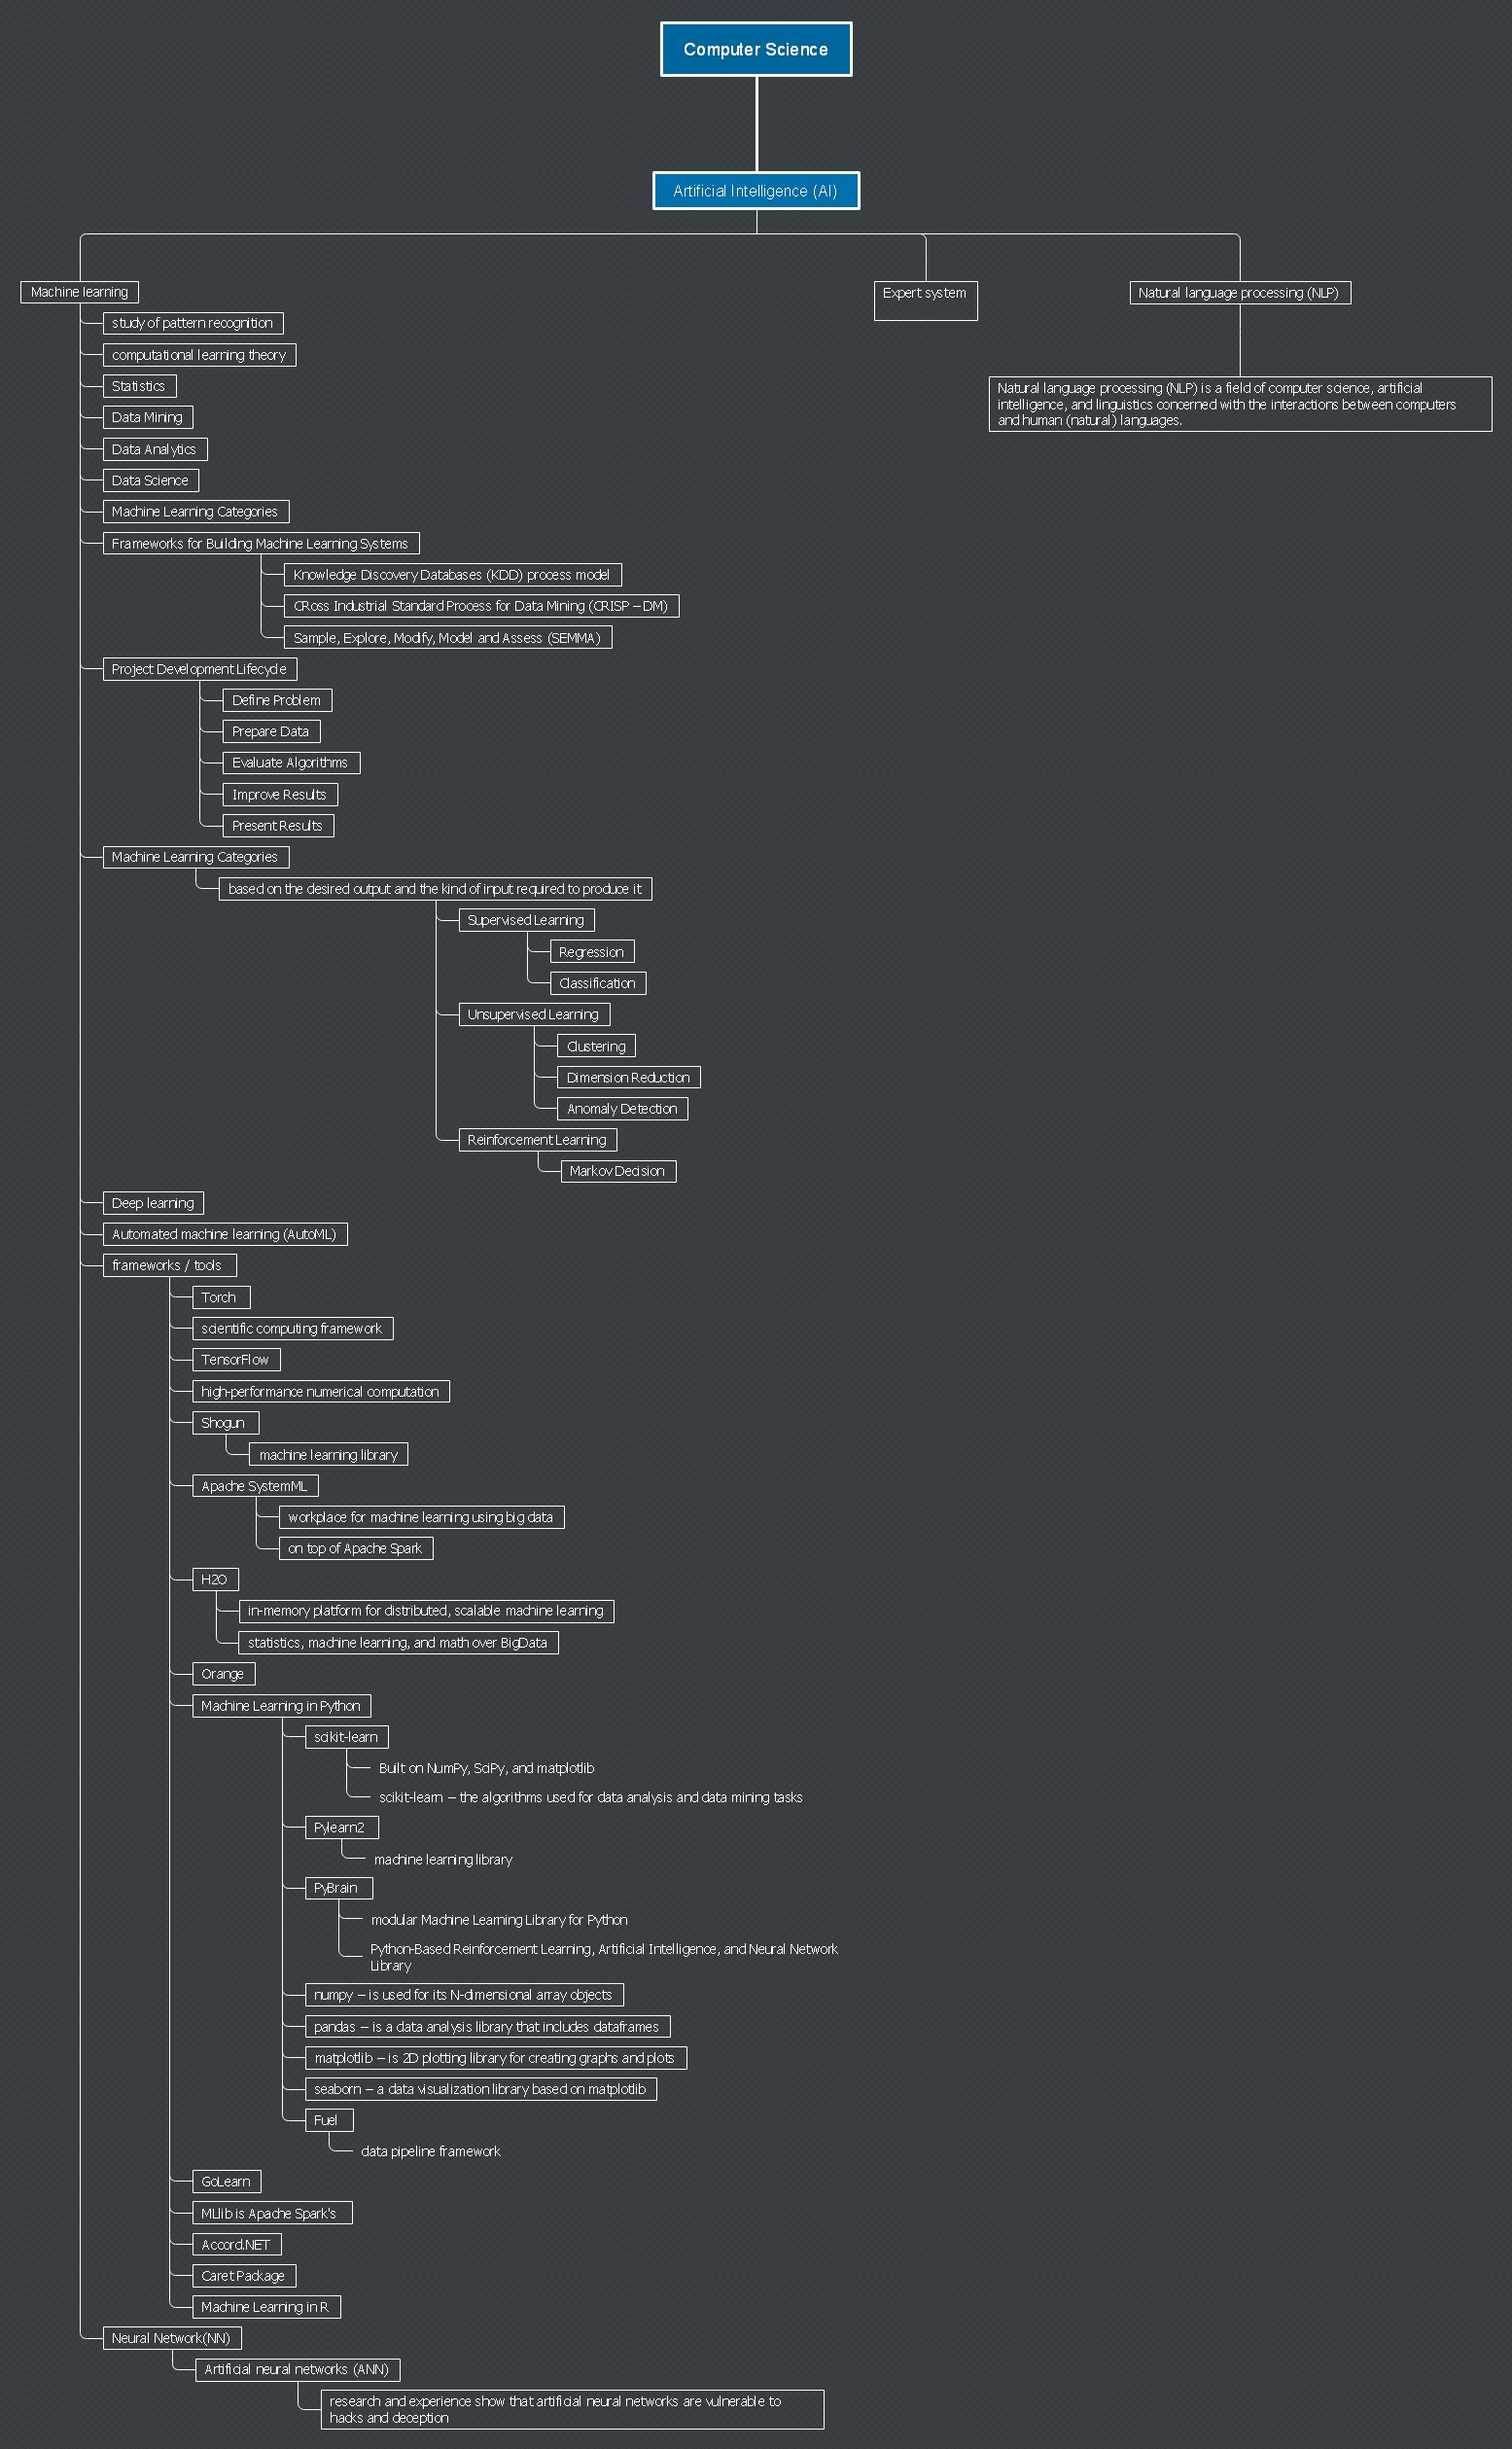 Computer Science
Artificial Intelligence (AI)
Machine learning
Expert system
Natural language processing (NLP)
study of pattern recognition
computational learning theory
Statistics
Natural language processing (NLP) is a field of computer science, artificial
intelligence, and linguistics concerned with the interactions between computers
and human (natural) languages.
Data Mining
Data Analytics
Data Science
Machine Learning Categories
Frameworks for Building Machine Learning Systems
Knowledge Discovery Databases (KDD) process model
CRoss Industrial Standard Process for Data Mining (CRISP – DM)
Sample, Explore, Modify, Model and Assess (SEMMA)
Project Development Lifecycle
Define Problem
Prepare Data
Evaluate Algorithms
Improve Results
Present Results
Machine Learning Categories
based on the desired output and the kind of input required to produce it
Supervised Learning
Regression
Classification
Unsupervised Learning
Clustering
Dimension Reduction
Anomaly Detection
Reinforcement Learning
Markov Decision
Deep learning
Automated machine learning (AutoML)
frameworks / tools
Torch
scientific computing framework
TensorFlow
high-performance numerical computation
Shogun
machine learning library
Apache SystemML
workplace for machine learning using big data
on top of Apache Spark
H2O
in-memory platform for distributed, scalable machine learning
statistics, machine learning, and math over BigData
Orange
Machine Learning in Python
scikit-learn
Built on NumPy, SciPy, and matplotlib
scikit-learn – the algorithms used for data analysis and data mining tasks
Pylearn2
machine learning library
PyBrain
modular Machine Learning Library for Python
Python-Based Reinforcement Learning, Artificial Intelligence, and Neural Network
Library
numpy – is used for its N-dimensional array objects
pandas – is a data analysis library that includes dataframes
matplotlib – is 2D plotting library for creating graphs and plots
seaborn – a data visualization library based on matplotlib
Fuel
data pipeline framework
GoLearn
MLlib is Apache Spark's
Accord.NET
Caret Package
Machine Learning in R
Neural Network(NN)
Artificial neural networks (ANN)
research and experience show that artificial neural networks are vulnerable to
hacks and deception